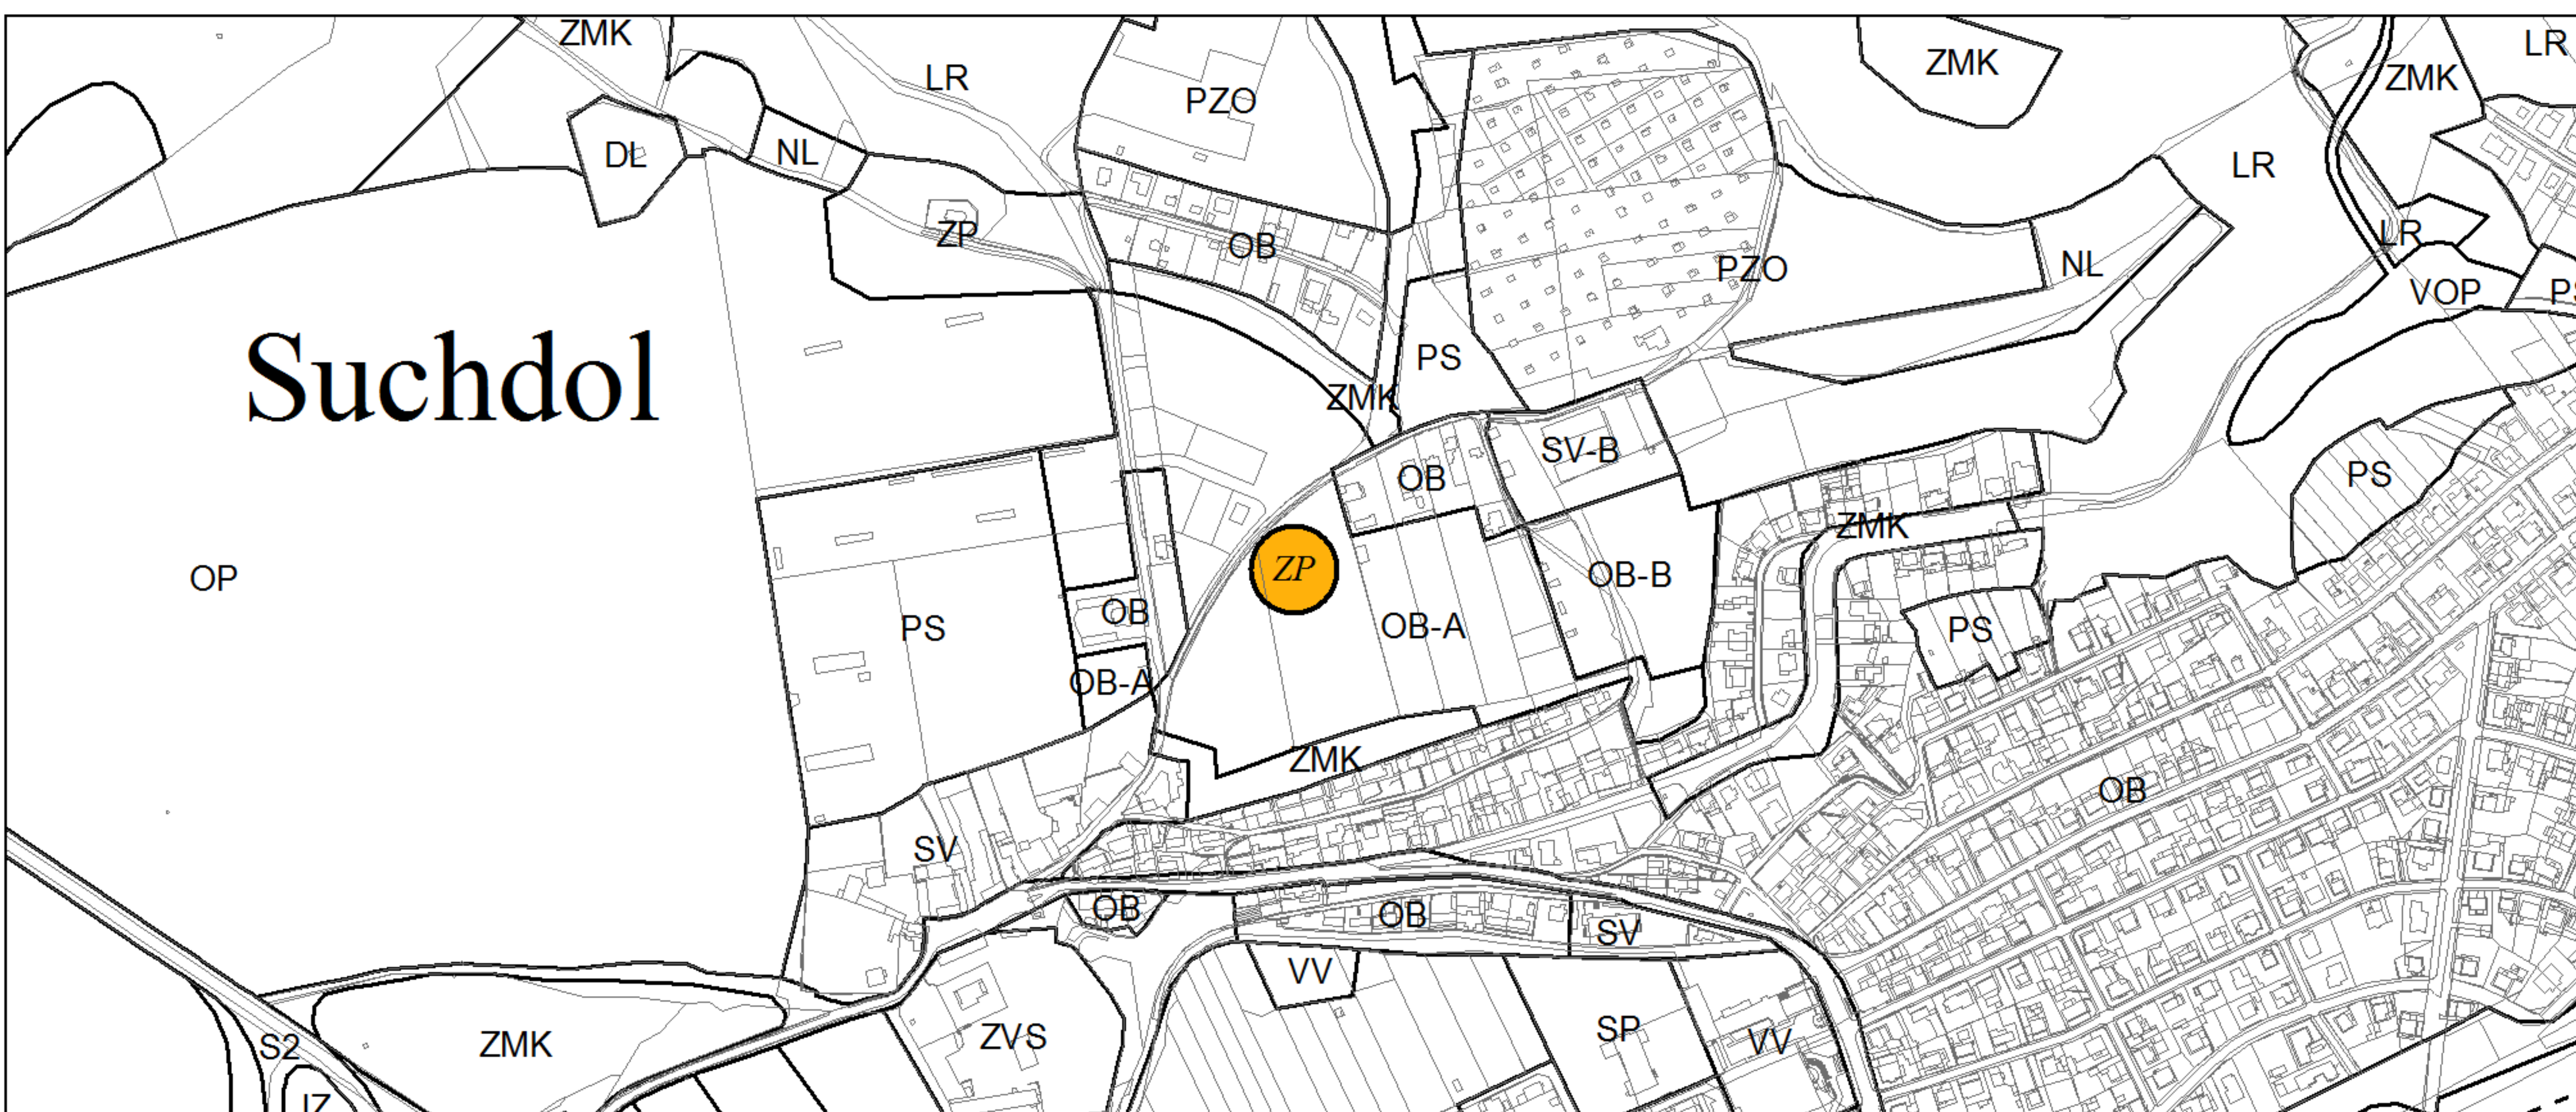 ZMK
LR
PZO
ZMK
ZMK
LR
DL
NL
LR
ZP
OB
LR
PZO
NL
VOP
Suchdol
PS
ZMK
OB
SV-B
PS
ZMK
OP
ZP
OB-B
PS
OB
OB-A
PS
OB-A
ZMK
OB
SV
OB
OB
SV
VV
SP
VV
S2
ZMK
ZVS
IZ